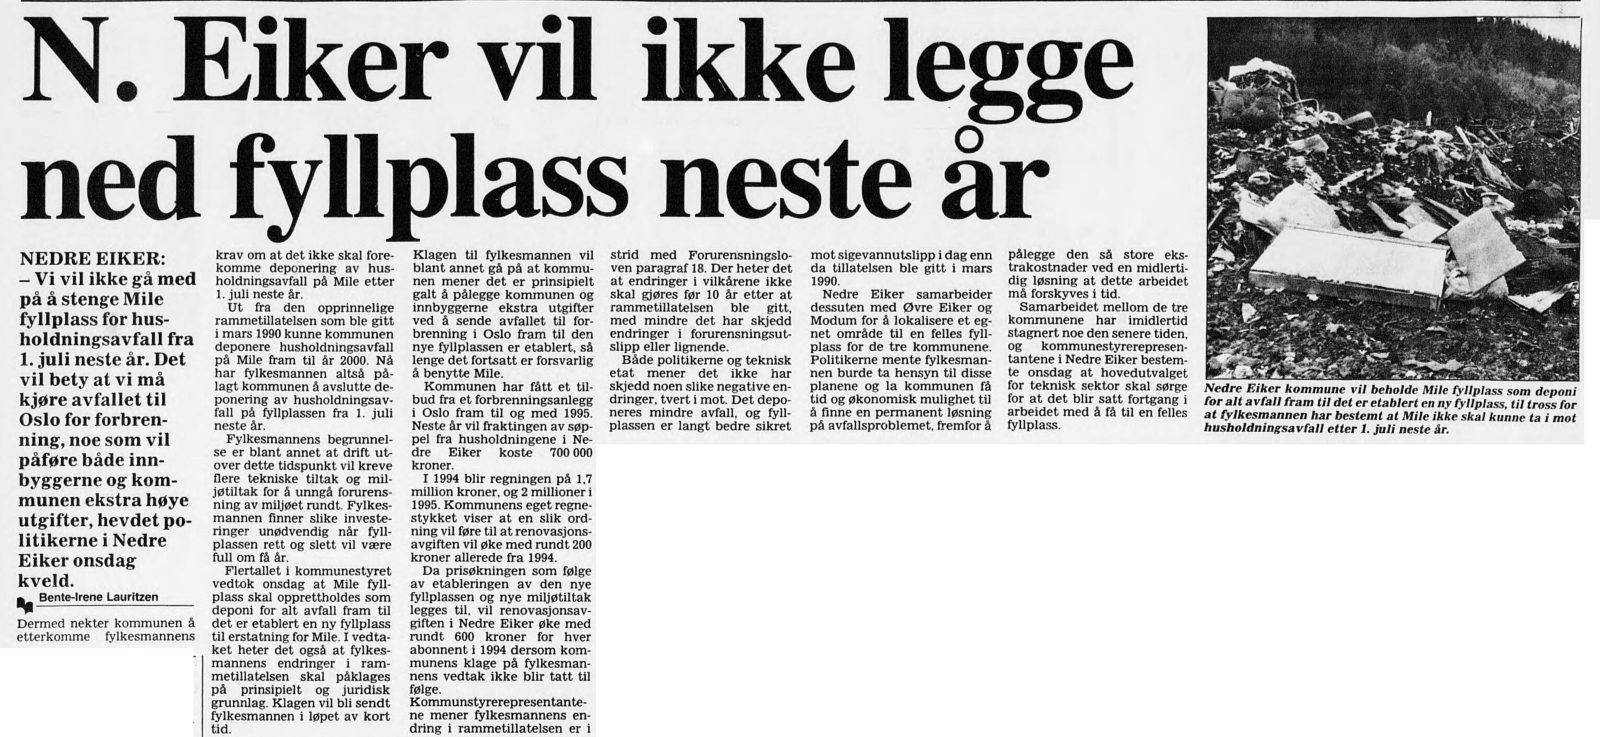 N. Eiker vil ikke legge
ned fyllplass neste år
NEDRE EIKER:
– Vi vil ikke gå med
på å stenge Mile
fyllplass for hus-
holdningsavfall fra
1. juli neste år. Det
vil bety at vi må
kjøre avfallet til
Oslo for forbren-
ning, noe som vil
påføre både inn-
byggerne og kom-
munen ekstra høye
utgifter, hevdet po-
litikerne i Nedre
Eiker onsdag
kveld.
Bente-Irene Lauritzen
Dermed nekter kommunen å
etterkomme fylkesmannens
krav om at det ikke skal fore-
komme deponering av hus-
holdningsavfall på Mile etter
1. juli neste år.
Ut fra den opprinnelige
rammetillatelsen som ble gitt
i mars 1990 kunne kommunen
deponere husholdningsavfall
på Mile fram til år 2000. Nå
har fylkesmannen altså på-
lagt kommunen å avslutte de-
ponering av husholdningsav-
fall på fyllplassen fra 1. juli
neste år.
Fylkesmannens begrunnel-
se er blant annet at drift ut-
over dette tidspunkt vil kreve
flere tekniske tiltak og mil-
jøtiltak for å unngå forurens-
ning av miljøet rundt. Fylkes-
mannen finner slike investe-
ringer unødvendig når fyll-
plassen rett og slett vil være
full om få år.
Flertallet i kommunestyret
vedtok onsdag at Mile fyll-
plass skal opprettholdes som
deponi for alt avfall fram til
det er etablert en ny fyllplass
til erstatning for Mile. I vedta-
ket heter det også at fylkes-
mannens endringer i ram-
metillatelsen skal påklages
på prinsipielt og juridisk
grunnlag. Klagen vil bli sendt
fylkesmannen i løpet av kort
tid.
Klagen til fylkesmannen vil
blant annet gå på at kommu-
nen mener det er prinsipielt
galt å pålegge kommunen og
innbyggerne ekstra utgifter
ved å sende avfallet til for-
brenning i Oslo fram til den
nye fyllplassen er etablert, så
lenge det fortsatt er forsvarlig
å benytte Mile.
Kommunen har fått et til-
bud fra et forbrenningsanlegg
i Oslo fram til og med 1995.
Neste år vil fraktingen av søp-
pel fra husholdningene i Ne-
dre Eiker koste 700 000
kroner.
I 1994 blir regningen på 1,7
million kroner, og 2 millioner i
1995. Kommunens eget regne-
stykket viser at en slik ord-
ning vil føre til at renovasjons-
avgiften vil øke med rundt 200
kroner allerede fra 1994.
Da prisøkningen som følge
av etableringen av den nye
fyllplassen og nye miljøtiltak
legges til, vil renovasjonsav-
giften i Nedre Eiker øke med
rundt 600 kroner for hver
abonnent i 1994 dersom kom-
munens klage på fylkesman-
nens vedtak ikke blir tatt til
følge.
Kommunstyrerepresentante-
ne mener fylkesmannens en-
dring i rammetillatelsen er i
strid med Forurensningslo-
ven paragraf 18. Der heter det
at endringer i vilkårene ikke
skal gjøres før 10 år etter at
rammetillatelsen ble gitt,
med mindre det har skjedd
endringer i forurensningsut-
slipp eller lignende.
Både politikerne og teknisk
etat mener det ikke har
skjedd noen slike negative en-
dringer, tvert i mot. Det depo-
neres mindre avfall, og fyll-
plassen er langt bedre sikret
mot sigevannutslipp i dag enn
da tillatelsen ble gitt i mars
1990.
Nedre Eiker samarbeider
dessuten med Øvre Eiker og
Modum for å lokalisere et eg-
net område til en felles fyll-
plass for de tre kommunene.
Politikerne mente fylkesman-
nen burde ta hensyn til disse
planene og la kommunen få
tid og økonomisk mulighet til
å finne en permanent løsning
på avfallsproblemet, fremfor å
pålegge den så store eks-
trakostnader ved en midlerti-
dig løsning at dette arbeidet
må forskyves i tid.
Samarbeidet mellom de tre
kommunene har imidlertid
stagnert noe den senere tiden,
og kommunestyrerepresen-
tantene i Nedre Eiker bestem-
te onsdag at hovedutvalget
for teknisk sektor skal sørge
for at det blir satt fortgang i
arbeidet med å få til en felles
fyllplass.
Nedre Eiker kommune vil beholde Mile fyllplass som deponi
for alt avfall fram til det er etablert en ny fyllplass, til tross for
at fylkesmannen har bestemt at Mile ikke skal kunne ta i mot
husholdningsavfall etter 1. juli neste år.